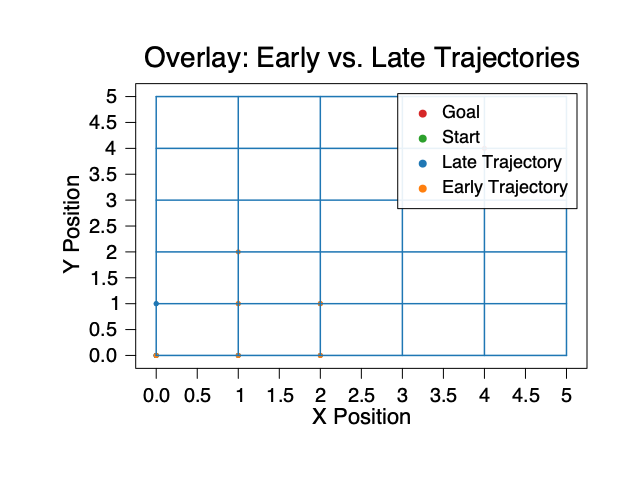 Overlay: Early vs. Late Trajectories
Goal
Start
Late Trajectory
Early Trajectory
Y Position
5
4.5
4
3.5
3
2.5
2
1.5
1
0.5
0.0
0.0 0.5 1 1.5 2 2.5 3 3.5 4 4.5 5
X Position